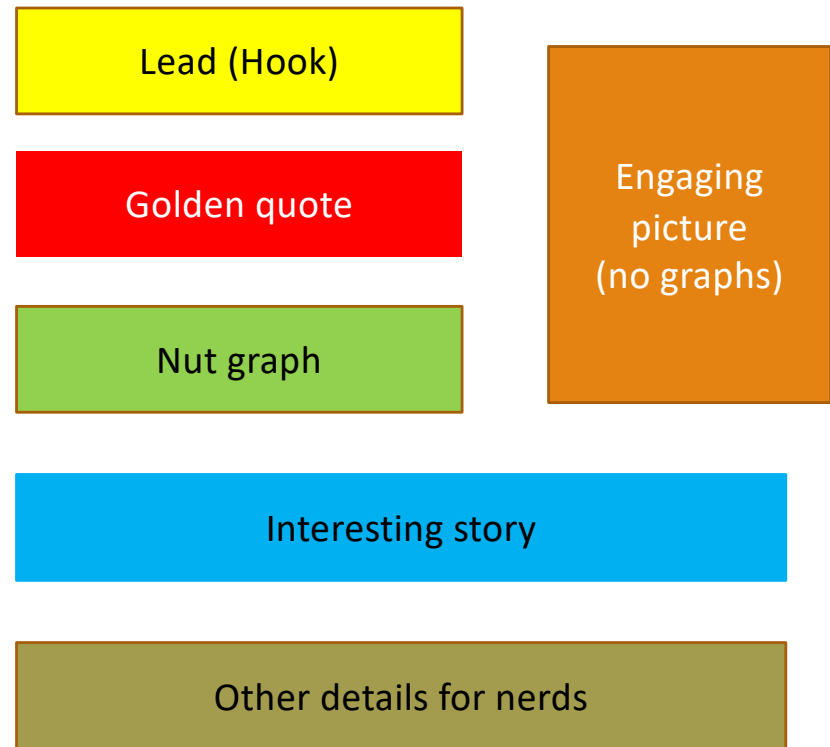 Lead (Hook)
Golden quote
Nut graph
Engaging
picture
(no graphs)
Interesting story
Other details for nerds